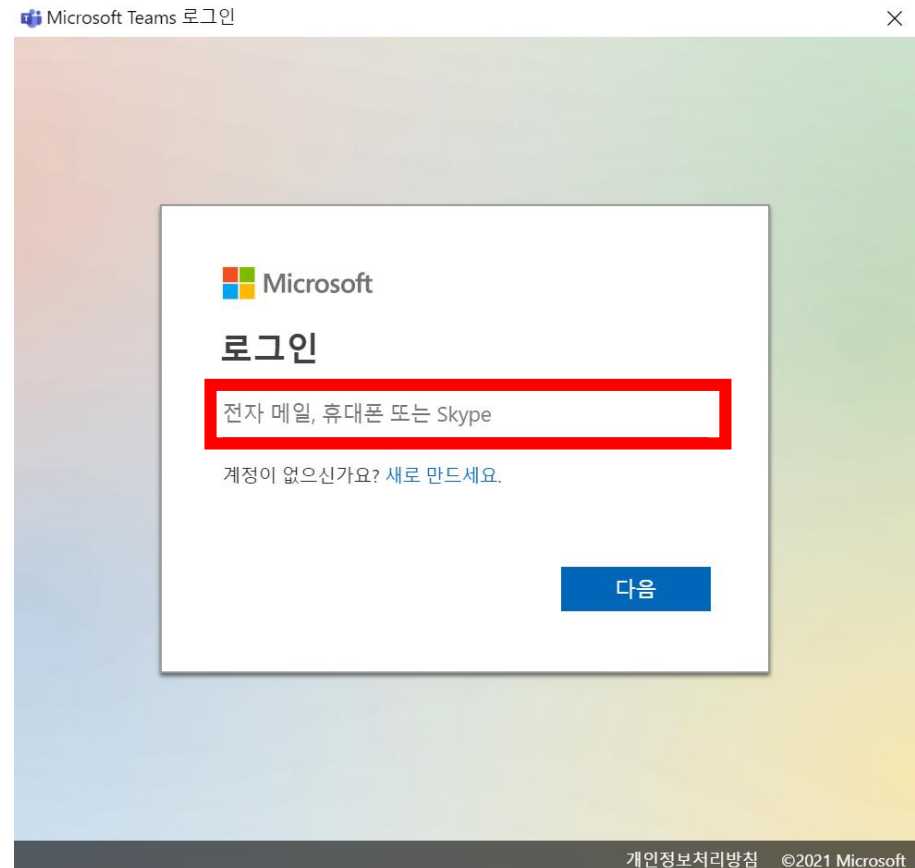 Microsoft Teams 로그인
Microsoft
로그인
전자 메일, 휴대폰 또는 Skype
계정이 없으신가요? 새로 만드세요.
다음
개인정보처리방침 ©2021 Microsoft